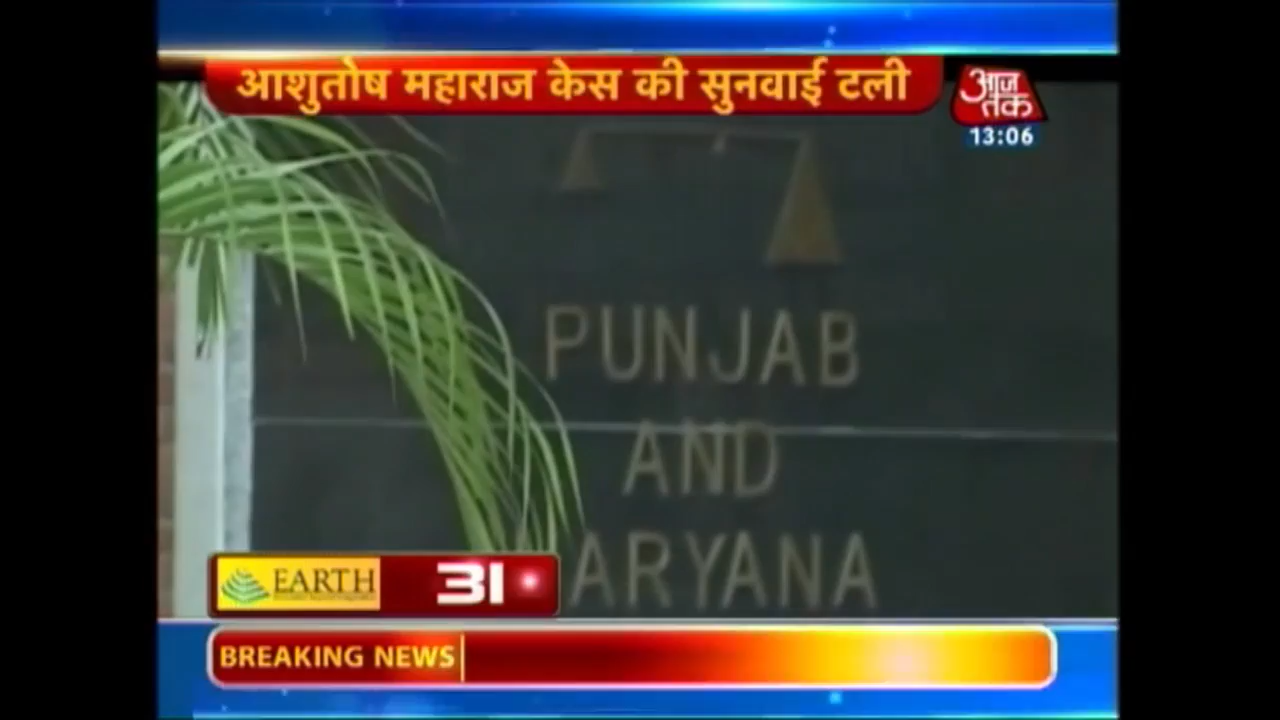 आशुतोष महाराज केस की सुनवाई टली
आज
तक
13:06
PUNJAB
AND
ARYANA
EARTH
31
BREAKING NEWS